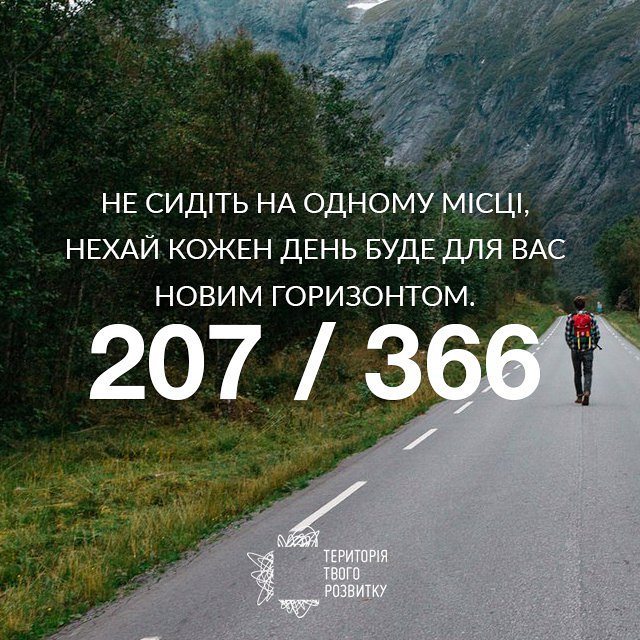 НЕ СИДІТЬ НА ОДНОМУ МІСЦІ,
НЕХАЙ КОЖЕН ДЕНЬ БУДЕ ДЛЯ ВАС
НОВИМ ГОРИЗОНТОМ.
207 / 366
ТЕРИТОРІЯ
ТВОГО
РОЗВИТКУ